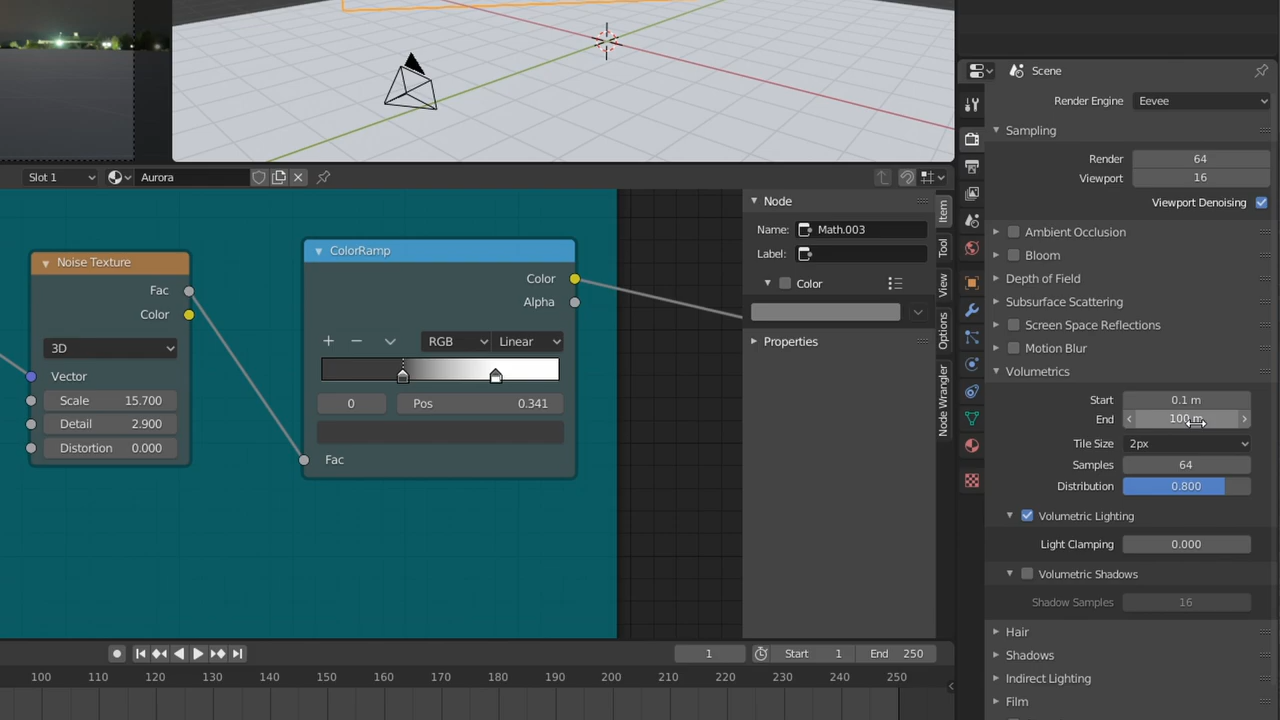 Scene
Render Engine Eevee
Sampling
Render 64
Viewport 16
Viewport Denoising
Ambient Occlusion
Bloom
Depth of Field
Subsurface Scattering
Screen Space Reflections
Motion Blur
Volumetrics
Start 0.1 m
End 100 m
Tile Size 2px
Samples 64
Distribution 0.800
Volumetric Lighting
Light Clamping 0.000
Volumetric Shadows
Shadow Samples 16
Hair
Shadows
Indirect Lighting
Film
Slot 1 Aurora
Noise Texture
Fac
Color
3D
Vector
Scale 15.700
Detail 2.900
Distortion 0.000
ColorRamp
Color
Alpha
RGB Linear
0 Pos 0.341
Fac
Node
Name: Math.003
Label:
Color
Properties
Item
Tool
View
Options
Node Wrangler
1 Start 1 End 250
100 110 120 130 140 150 160 170 180 190 200 210 220 230 240 250